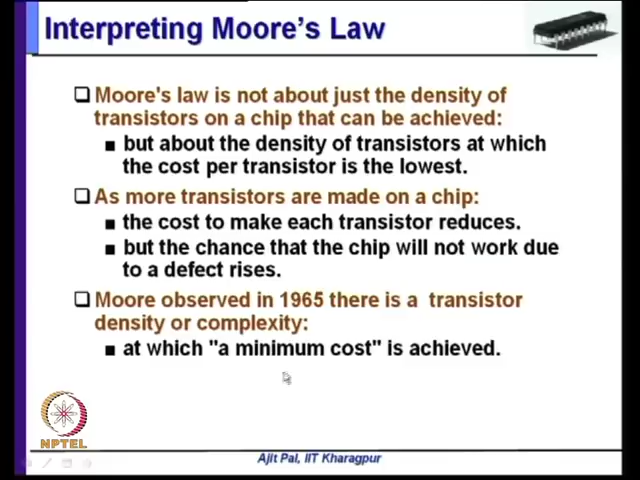 Interpreting Moore's Law
Moore's law is not about just the density of
transistors on a chip that can be achieved:
but about the density of transistors at which
the cost per transistor is the lowest.
As more transistors are made on a chip:
the cost to make each transistor reduces.
but the chance that the chip will not work due
to a defect rises.
Moore observed in 1965 there is a transistor
density or complexity:
at which "a minimum cost" is achieved.
NPTEL
Ajit Pal, IIT Kharagpur